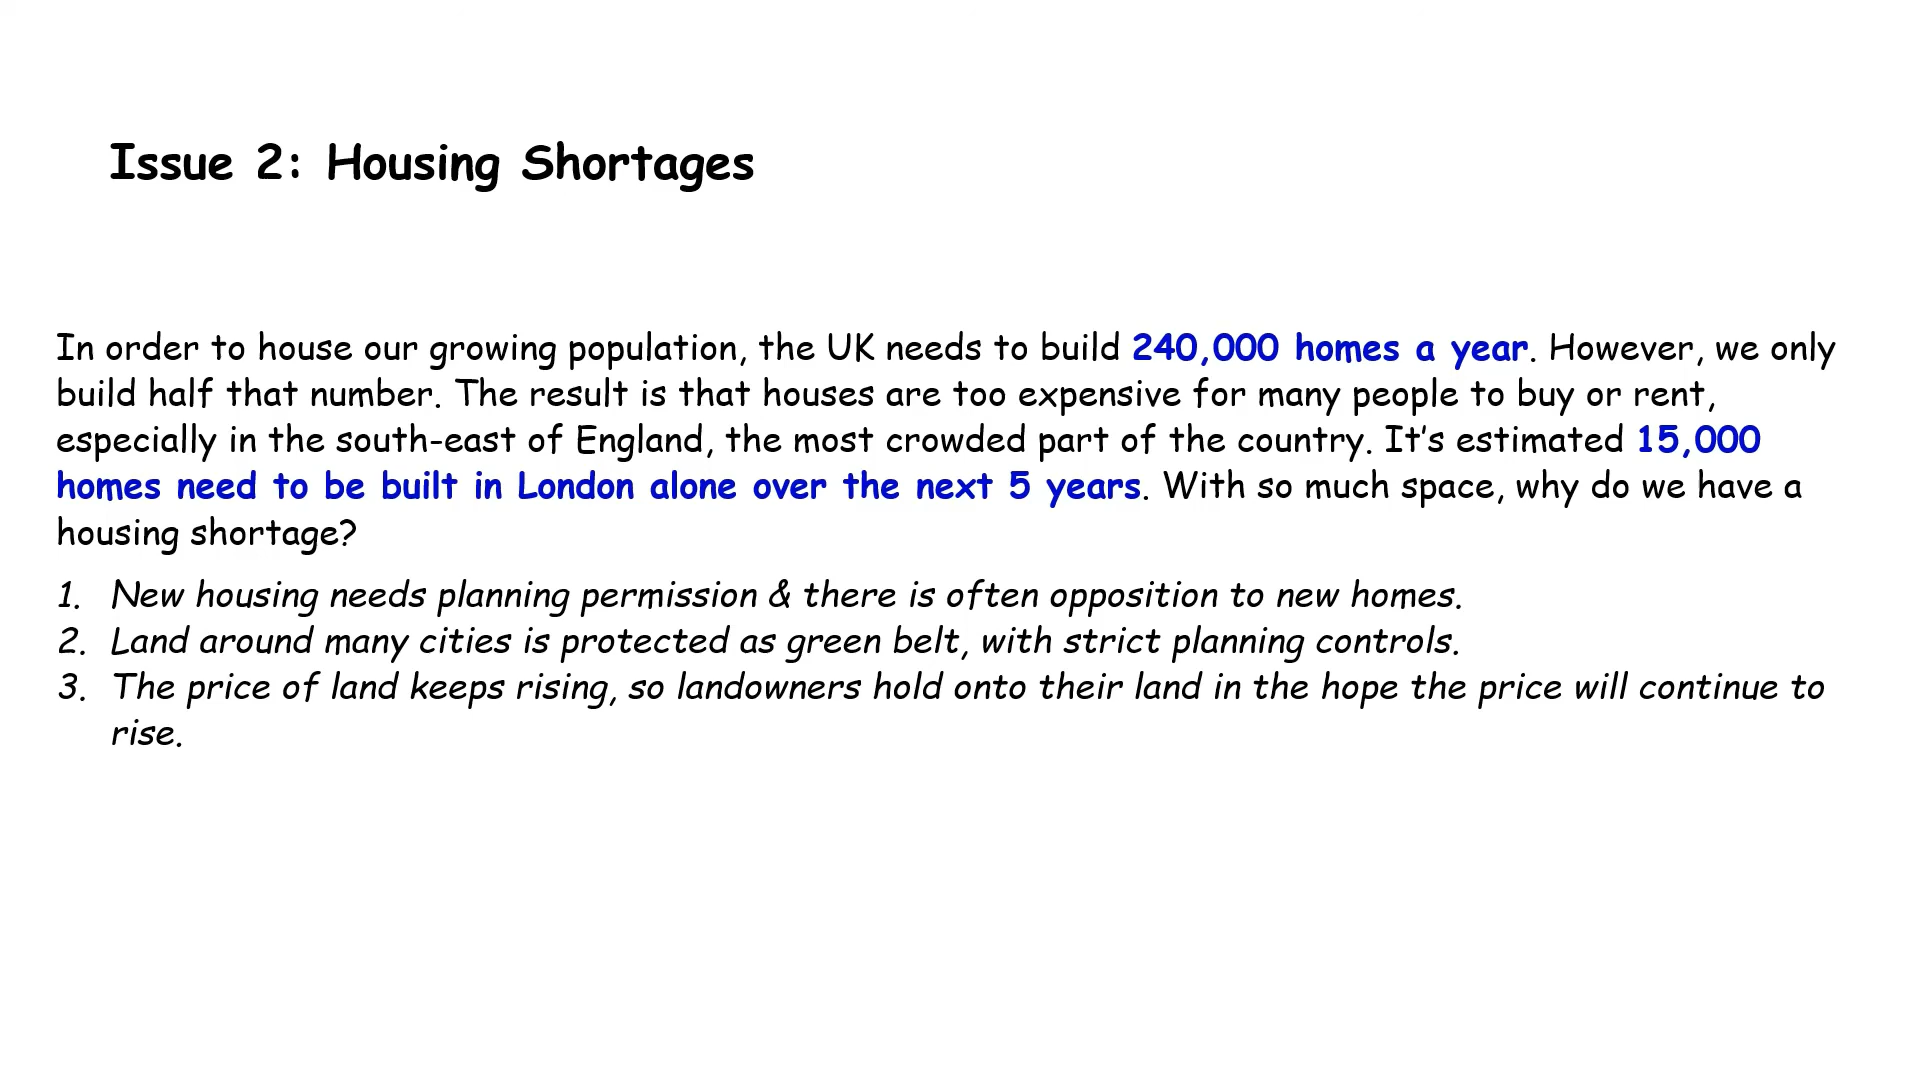 Issue 2: Housing Shortages
In order to house our growing population, the UK needs to build 240,000 homes a year. However, we only
build half that number. The result is that houses are too expensive for many people to buy or rent,
especially in the south-east of England, the most crowded part of the country. It’s estimated 15,000
homes need to be built in London alone over the next 5 years. With so much space, why do we have a
housing shortage?
1. New housing needs planning permission & there is often opposition to new homes.
2. Land around many cities is protected as green belt, with strict planning controls.
3. The price of land keeps rising, so landowners hold onto their land in the hope the price will continue to
rise.